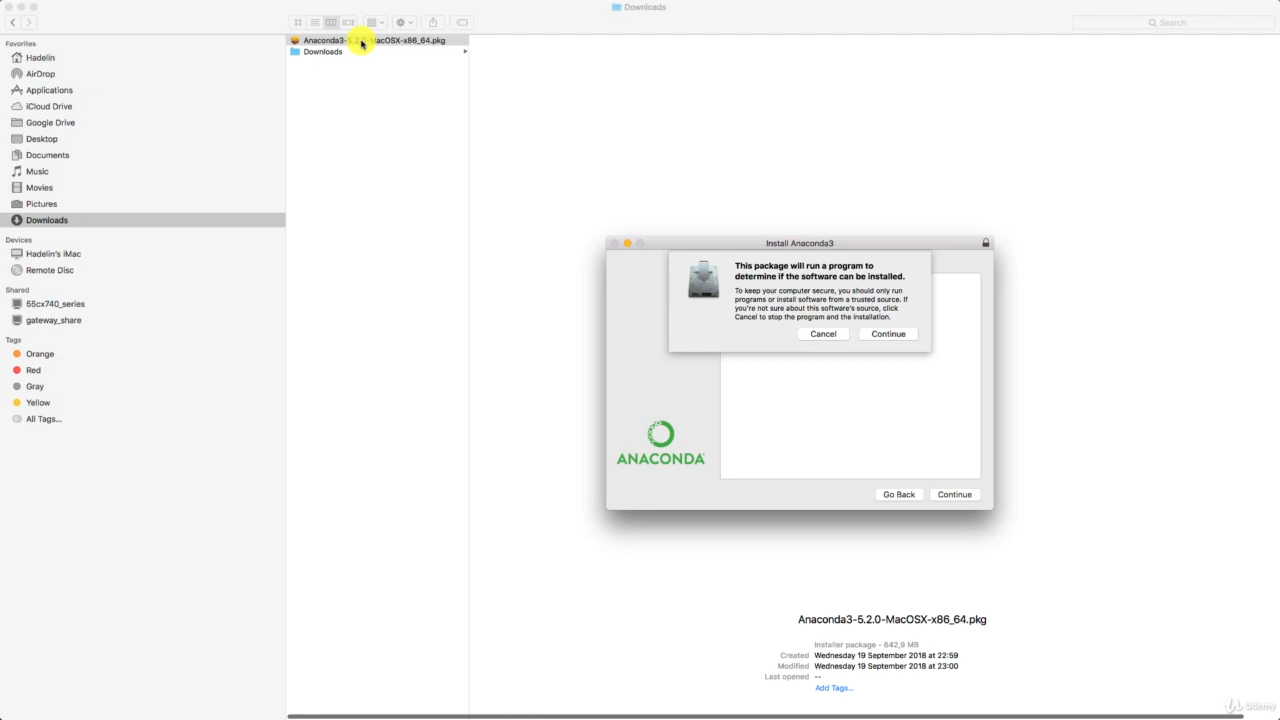 Downloads
Search
Favorites
Hadelin
AirDrop
Applications
iCloud Drive
Google Drive
Desktop
Documents
Music
Movies
Pictures
Downloads
Devices
Hadelin's iMac
Remote Disc
Shared
55cx740_series
gateway_share
Tags
Orange
Red
Gray
Yellow
All Tags...
Anaconda3-5.2.0-MacOSX-x86_64.pkg
Downloads
Install Anaconda3
This package will run a program to
determine if the software can be installed.
To keep your computer secure, you should only run
programs or install software from a trusted source. If
you're not sure about this software's source, click
Cancel to stop the program and the installation.
Cancel
Continue
ANACONDA
Go Back
Continue
Anaconda3-5.2.0-MacOSX-x86_64.pkg
Installer package - 642,9 MB
Created Wednesday 19 September 2018 at 22:59
Modified Wednesday 19 September 2018 at 23:00
Last opened --
Add Tags...
Udemy